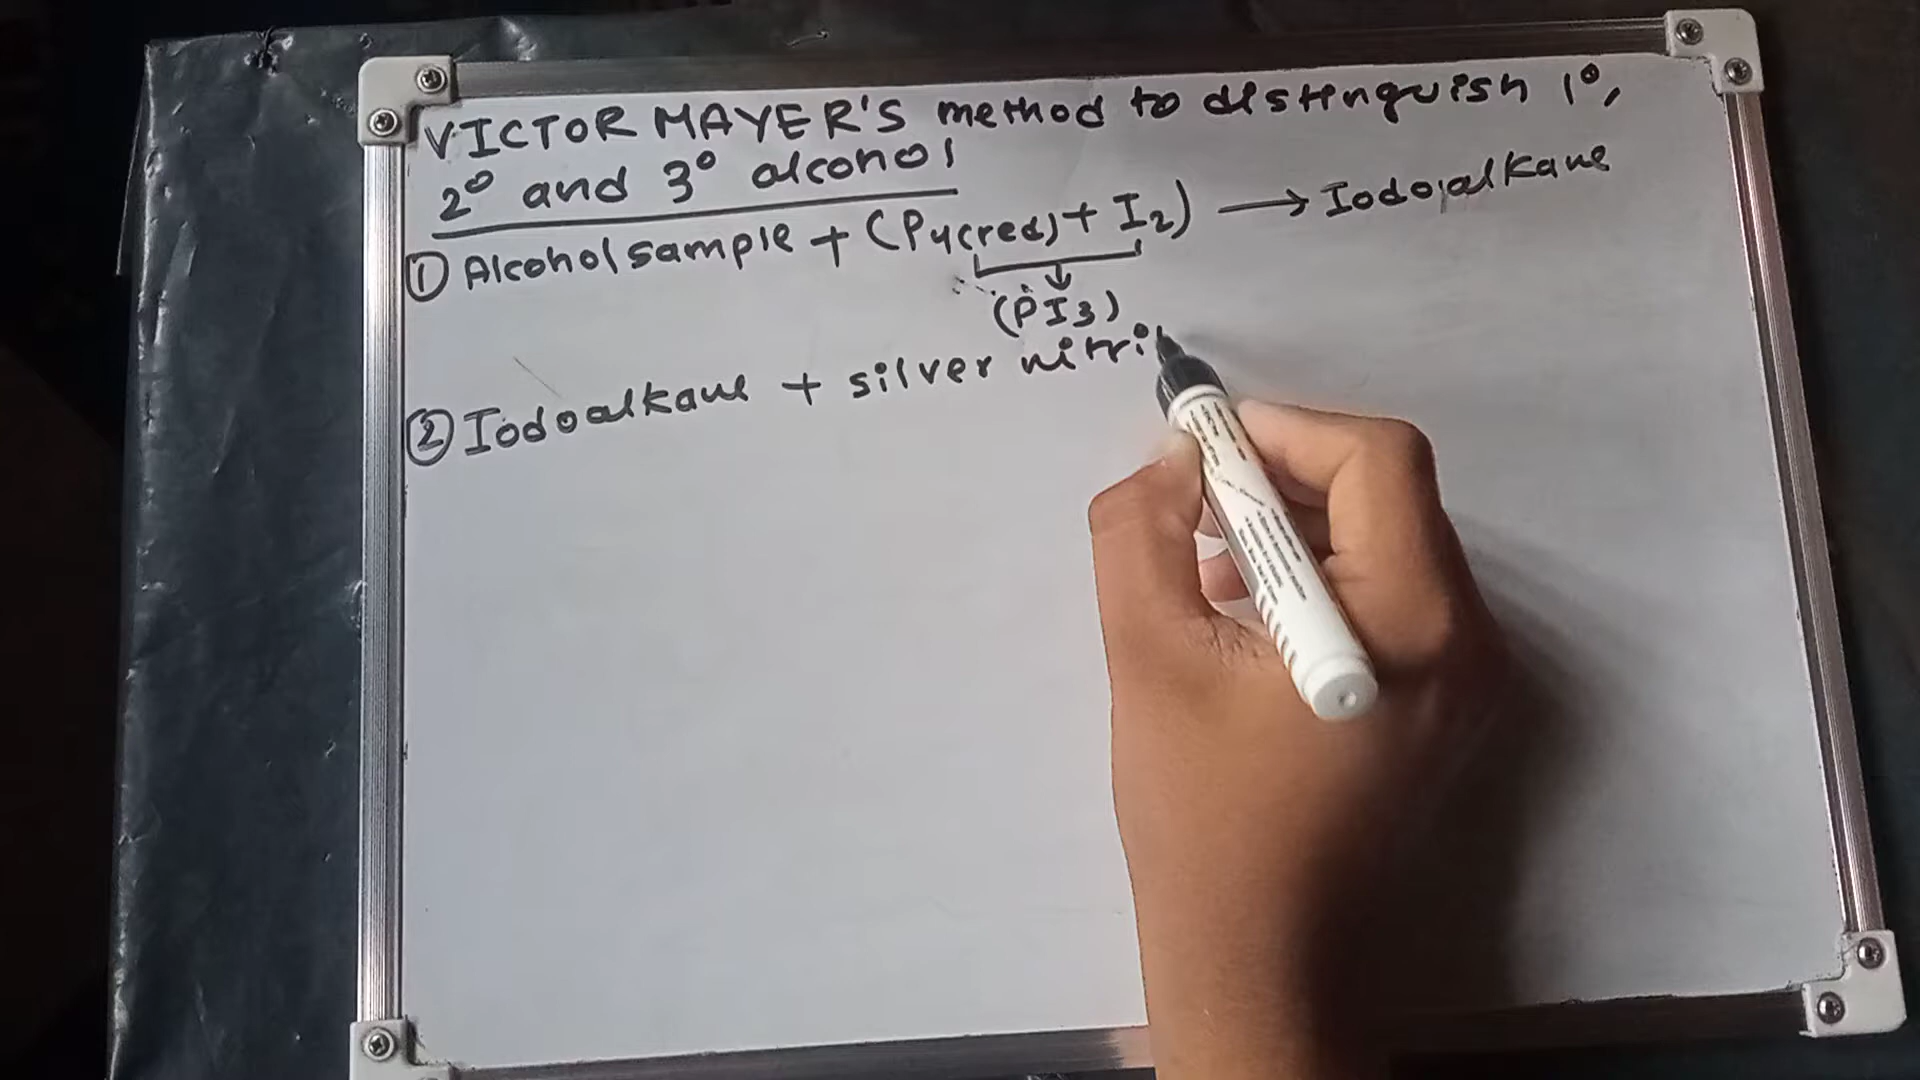 VICTOR MAYER'S method to distinguish 1°,
2° and 3° alcohol
① Alcohol sample + (P4(red) + I2) → Iodoalkane
(PI3)
② Iodoalkane + silver nitri